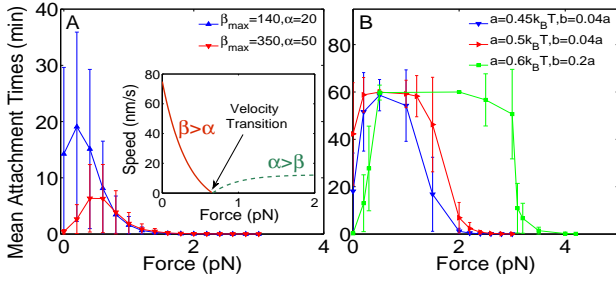 A
β_max=140,α=20
β_max=350,α=50
Mean Attachment Times (min)
40
30
20
10
0
0
2
4
Force (pN)
Speed (nm/s)
80
60
40
20
0
0
1
2
Force (pN)
β>α
Velocity
Transition
α>β
B
a=0.45k_BT,b=0.04a
a=0.5k_BT,b=0.04a
a=0.6k_BT,b=0.2a
80
60
40
20
0
0
2
4
Force (pN)